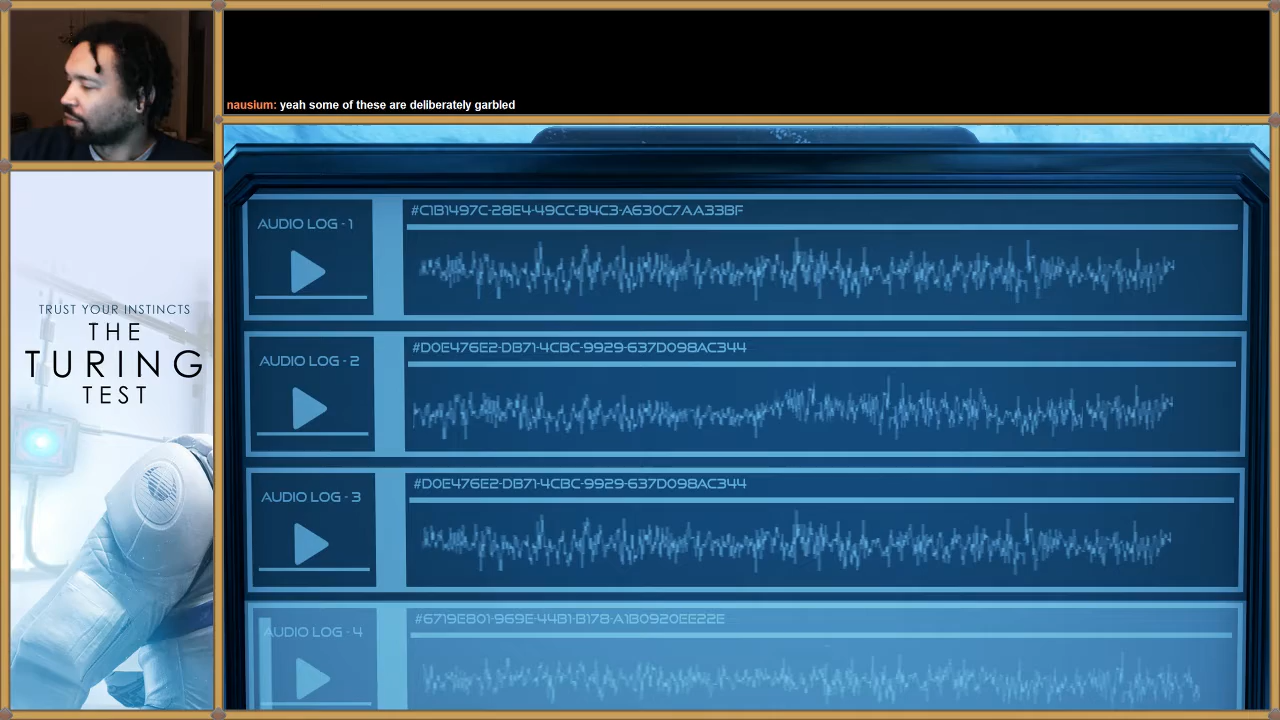 nausium: yeah some of these are deliberately garbled
AUDIO LOG - 1
#C1B1497C-28E4-49CC-B4C3-A630C7AA33BF
AUDIO LOG - 2
#D0E476E2-DB71-4CBC-9929-637D098AC344
AUDIO LOG - 3
#D0E476E2-DB71-4CBC-9929-637D098AC344
AUDIO LOG - 4
#6719E801-969E-44B1-B178-A1B0920EE22E
TRUST YOUR INSTINCTS
THE
TURING
TEST